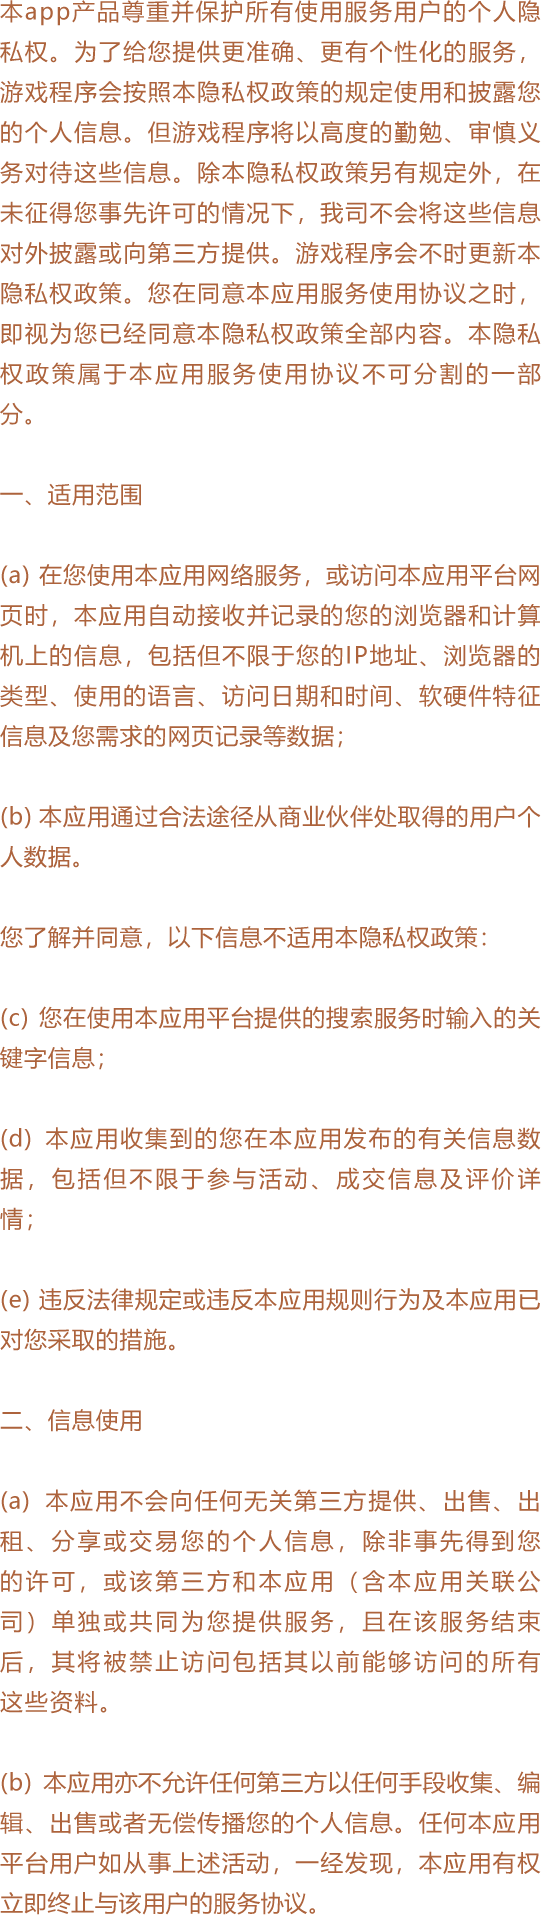 本app产品尊重并保护所有使用服务用户的个人隐
私权。为了给您提供更准确、更有个性化的服务，
游戏程序会按照本隐私权政策的规定使用和披露您
的个人信息。但游戏程序将以高度的勤勉、审慎义
务对待这些信息。除本隐私权政策另有规定外，在
未征得您事先许可的情况下，我司不会将这些信息
对外披露或向第三方提供。游戏程序会不时更新本
隐私权政策。您在同意本应用服务使用协议之时，
即视为您已经同意本隐私权政策全部内容。本隐私
权政策属于本应用服务使用协议不可分割的一部
分。
一、适用范围
(a) 在您使用本应用网络服务，或访问本应用平台网
页时，本应用自动接收并记录的您的浏览器和计算
机上的信息，包括但不限于您的IP地址、浏览器的
类型、使用的语言、访问日期和时间、软硬件特征
信息及您需求的网页记录等数据；
(b) 本应用通过合法途径从商业伙伴处取得的用户个
人数据。
您了解并同意，以下信息不适用本隐私权政策：
(c) 您在使用本应用平台提供的搜索服务时输入的关
键字信息；
(d) 本应用收集到的您在本应用发布的有关信息数
据，包括但不限于参与活动、成交信息及评价详
情；
(e) 违反法律规定或违反本应用规则行为及本应用已
对您采取的措施。
二、信息使用
(a) 本应用不会向任何无关第三方提供、出售、出
租、分享或交易您的个人信息，除非事先得到您
的许可，或该第三方和本应用（含本应用关联公
司）单独或共同为您提供服务，且在该服务结束
后，其将被禁止访问包括其以前能够访问的所有
这些资料。
(b) 本应用亦不允许任何第三方以任何手段收集、编
辑、出售或者无偿传播您的个人信息。任何本应用
平台用户如从事上述活动，一经发现，本应用有权
立即终止与该用户的服务协议。